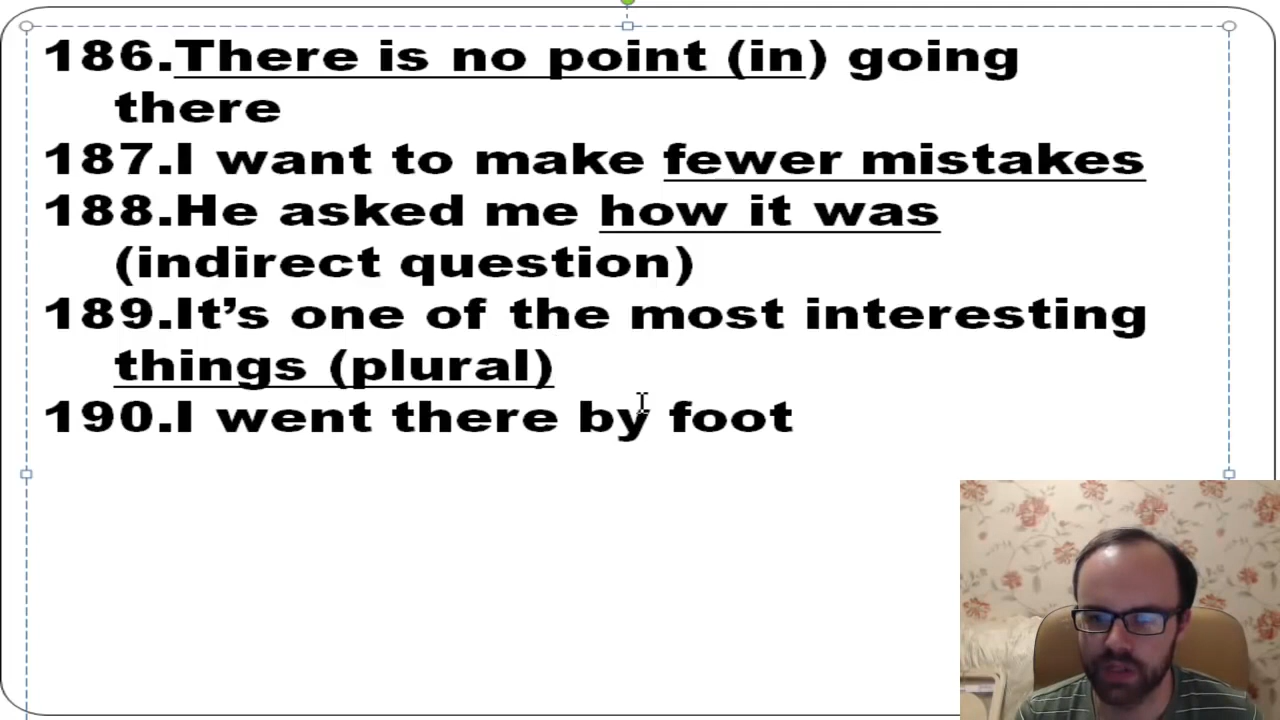 186.There is no point (in) going
there
187.I want to make fewer mistakes
188.He asked me how it was
(indirect question)
189.It’s one of the most interesting
things (plural)
190.I went there by foot